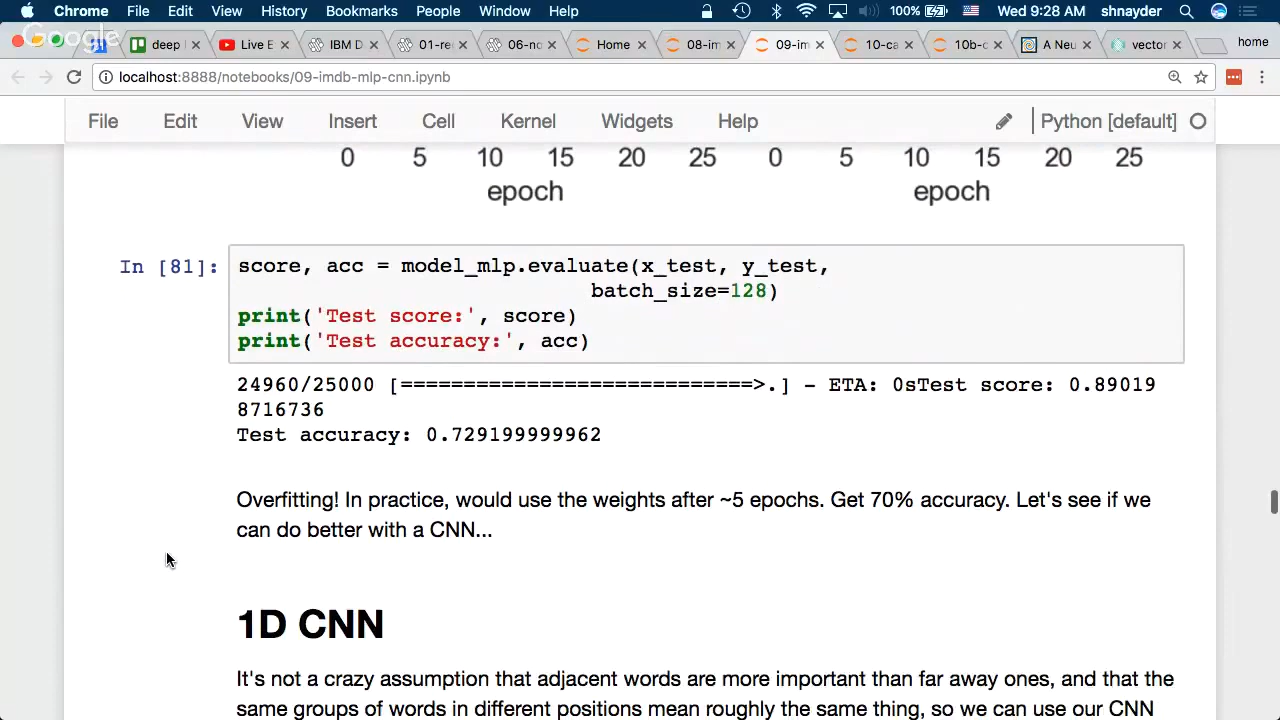 Chrome File Edit View History Bookmarks People Window Help 100% Wed 9:28 AM shnayder
Google
deep l Live E IBM D 01-re 06-m Home 08-im 09-im 10-ca 10b-c A Neu vector home
localhost:8888/notebooks/09-imdb-mlp-cnn.ipynb
File Edit View Insert Cell Kernel Widgets Help Python [default]
0 5 10 15 20 25 0 5 10 15 20 25
epoch epoch
In [81]: score, acc = model_mlp.evaluate(x_test, y_test,
batch_size=128)
print('Test score:', score)
print('Test accuracy:', acc)
24960/25000 [============================>.] - ETA: 0sTest score: 0.89019
8716736
Test accuracy: 0.729199999962
Overfitting! In practice, would use the weights after ~5 epochs. Get 70% accuracy. Let's see if we
can do better with a CNN...
1D CNN
It's not a crazy assumption that adjacent words are more important than far away ones, and that the
same groups of words in different positions mean roughly the same thing, so we can use our CNN